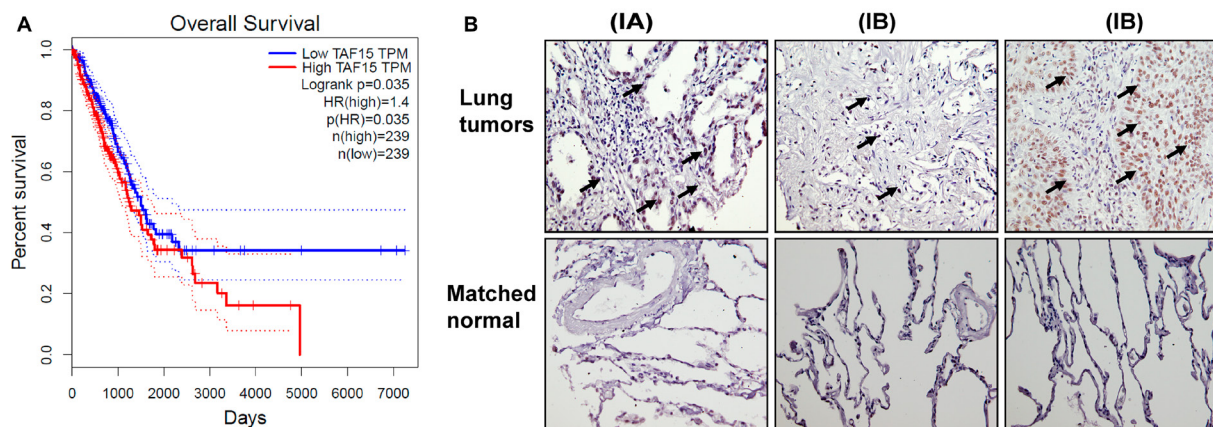 A
Overall Survival
Low TAF15 TPM
High TAF15 TPM
Logrank p=0.035
HR(high)=1.4
p(HR)=0.035
n(high)=239
n(low)=239
Percent survival
1.0
0.8
0.6
0.4
0.2
0.0
0 1000 2000 3000 4000 5000 6000 7000
Days
B
(IA) (IB) (IB)
Lung
tumors
Matched
normal